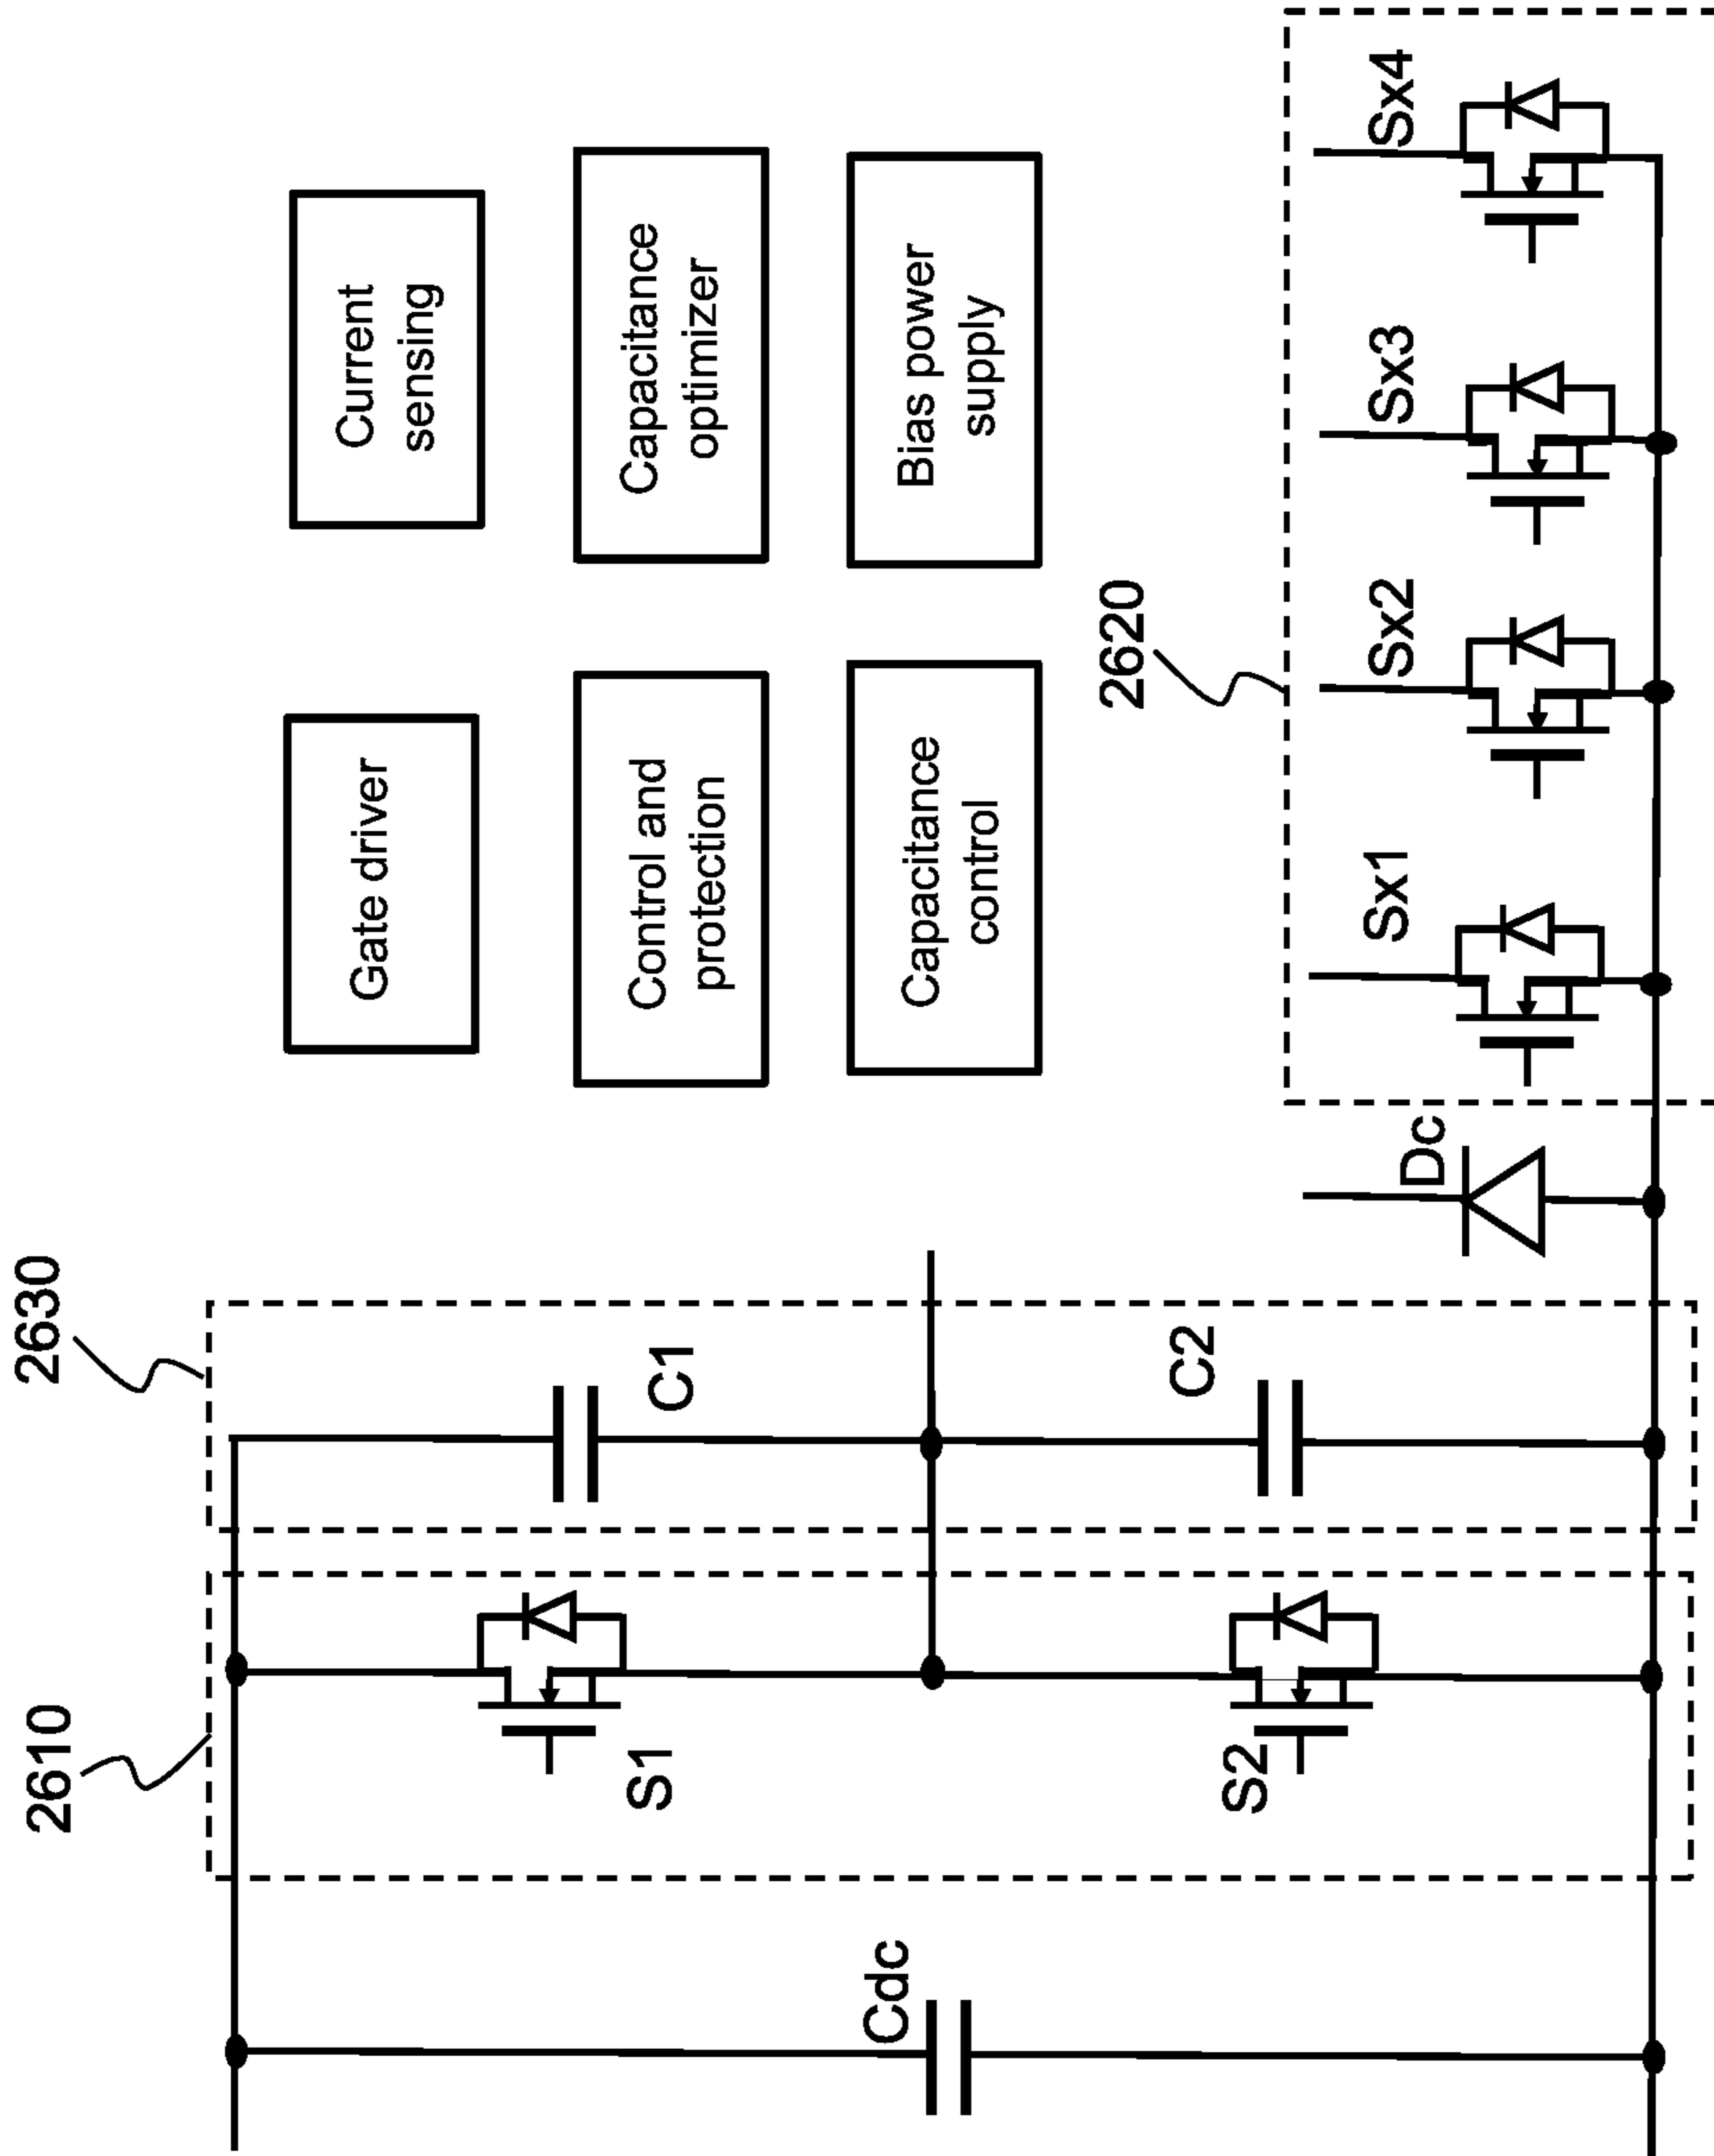 2610
2630
Cdc
S1
S2
C1
C2
Dc
Gate driver
Current
sensing
Control and
protection
Capacitance
optimizer
Capacitance
control
Bias power
supply
2620
Sx1
Sx2
Sx3
Sx4